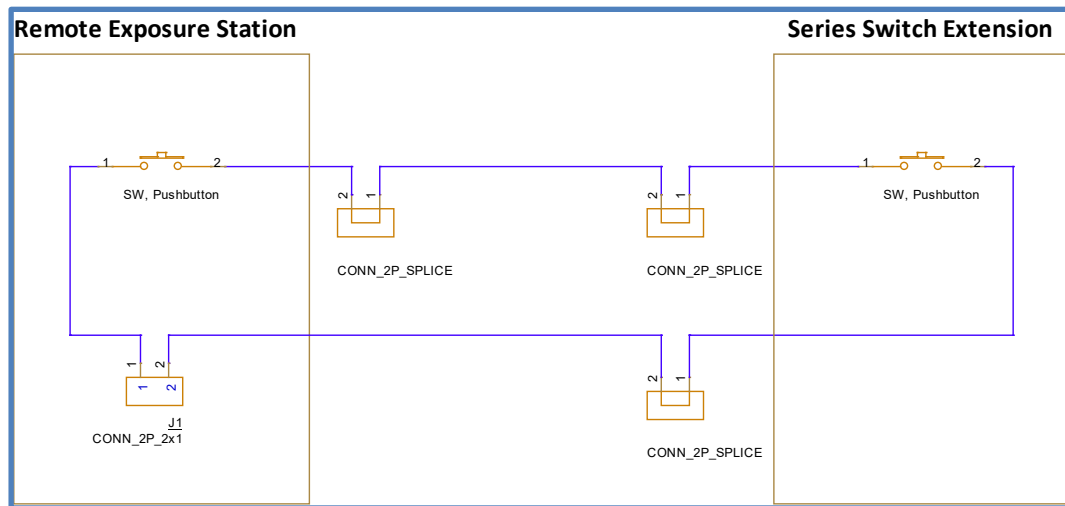 Remote Exposure Station
Series Switch Extension
1 2
SW, Pushbutton
1 2
SW, Pushbutton
2 1
CONN_2P_SPLICE
2 1
CONN_2P_SPLICE
1 2
1 2
J1
CONN_2P_2x1
2 1
CONN_2P_SPLICE